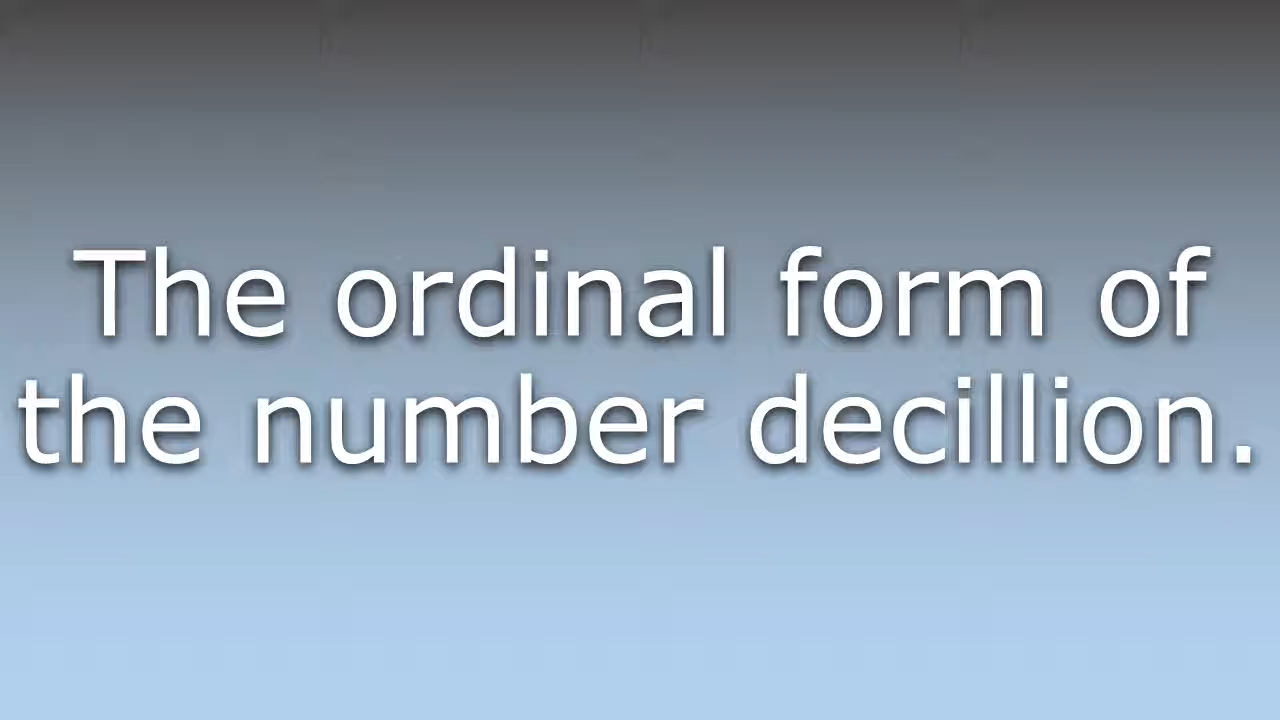 The ordinal form of
the number decillion.